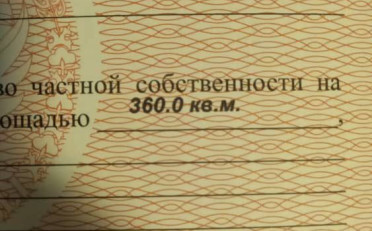 во частной собственности на
360.0 кв.м.
ощадью ,